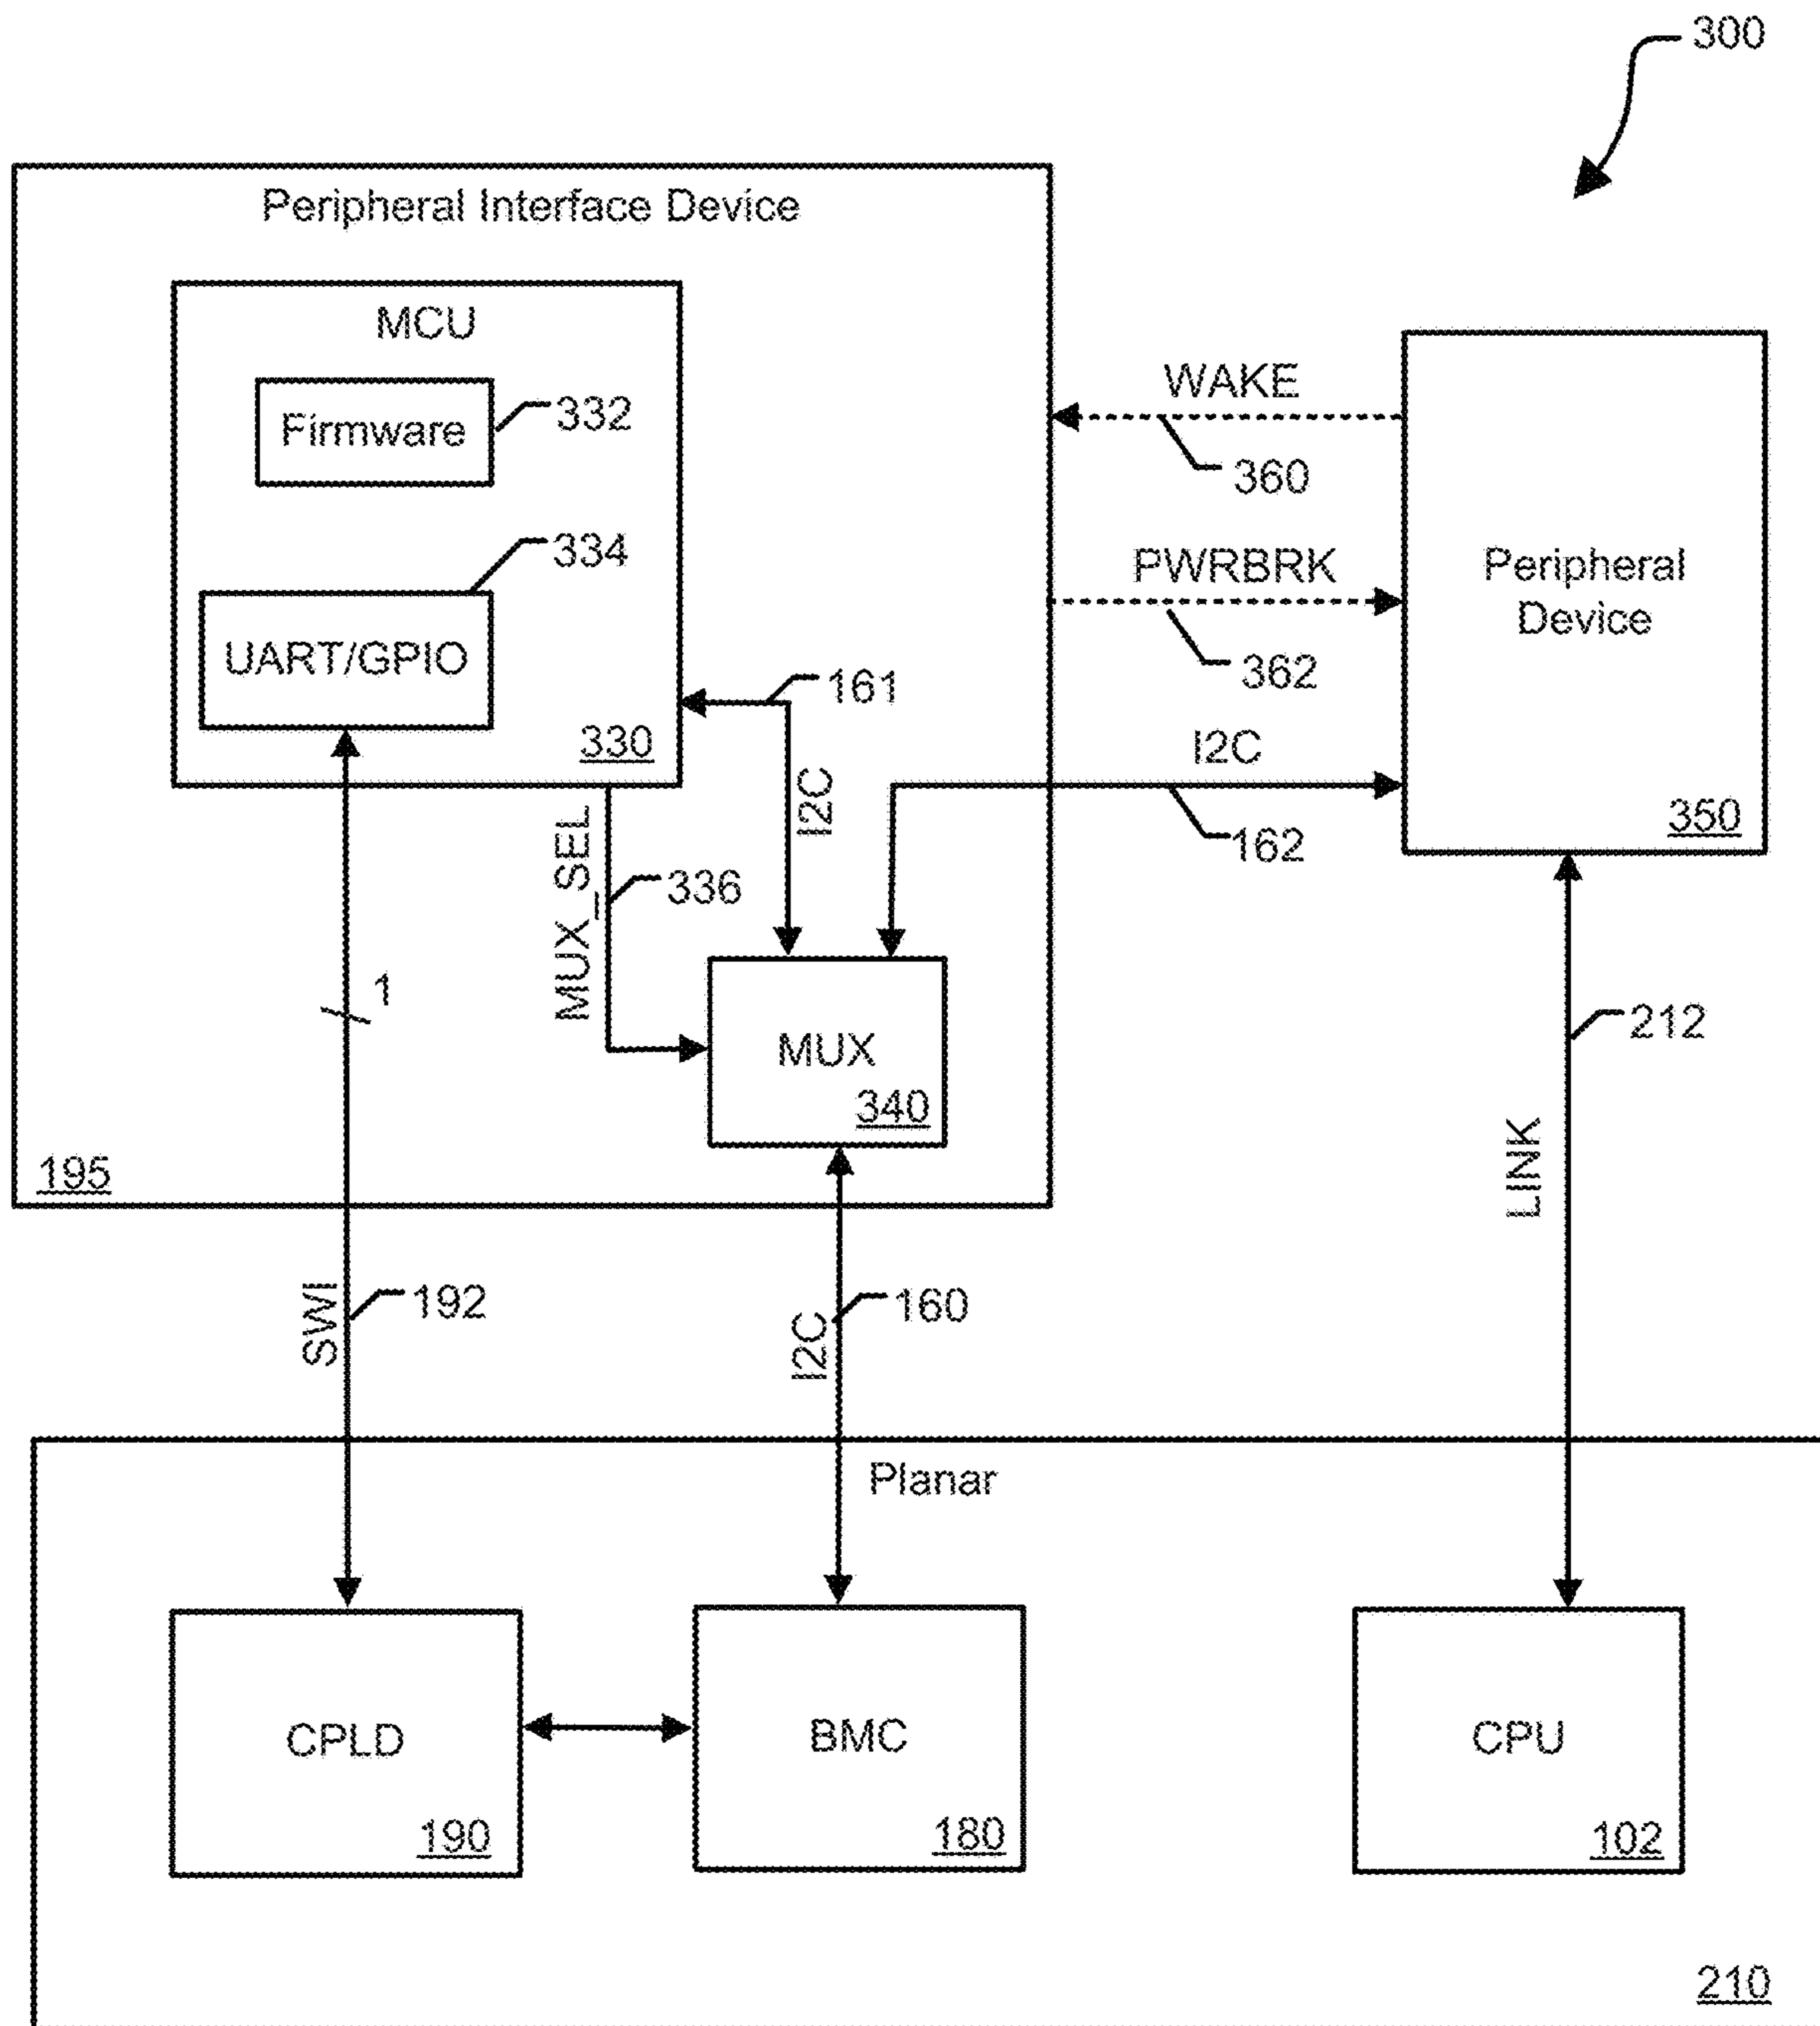 300
Peripheral Interface Device
MCU
Firmware
332
334
UART/GPIO
330
161
I2C
MUX_SEL
336
MUX
340
1
195
WAKE
360
PWRBRK
362
I2C
162
Peripheral
Device
350
212
LINK
SWI
192
I2C
160
Planar
CPLD
190
BMC
180
CPU
102
210